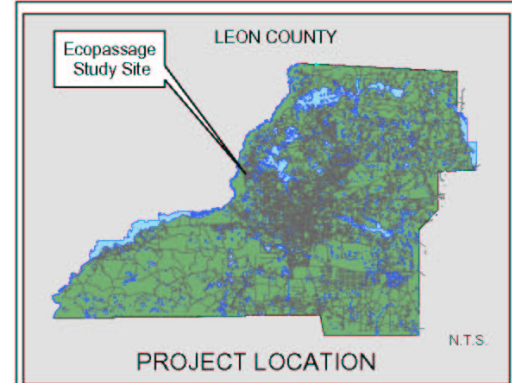 LEON COUNTY
Ecopassage
Study Site
N.T.S.
PROJECT LOCATION